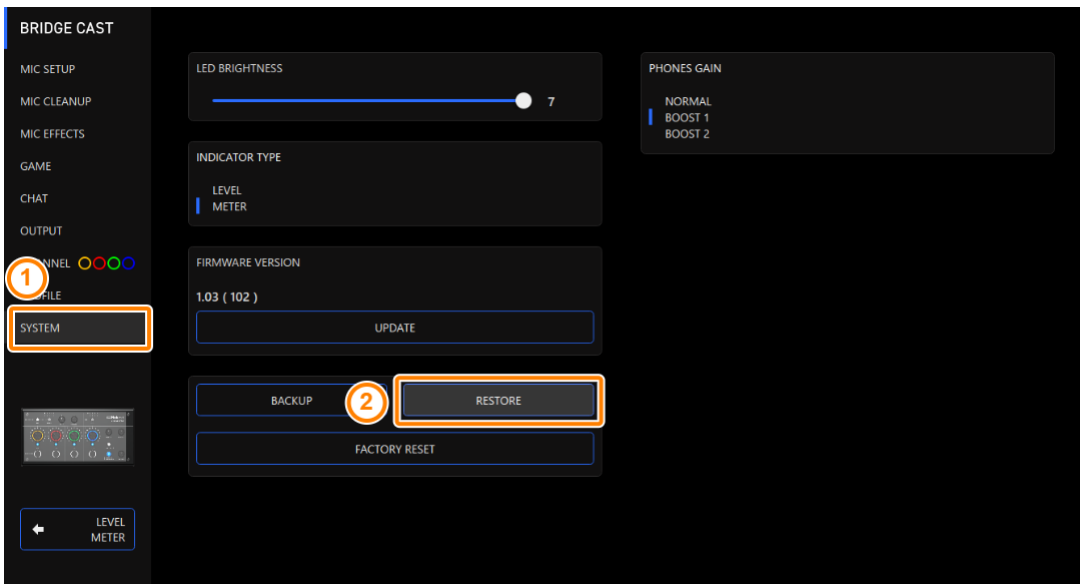 BRIDGE CAST
MIC SETUP
MIC CLEANUP
MIC EFFECTS
GAME
CHAT
OUTPUT
1
SYSTEM
LEVEL
METER
LED BRIGHTNESS
7
INDICATOR TYPE
LEVEL
METER
FIRMWARE VERSION
1.03 ( 102 )
UPDATE
BACKUP
2
RESTORE
FACTORY RESET
PHONES GAIN
NORMAL
BOOST 1
BOOST 2